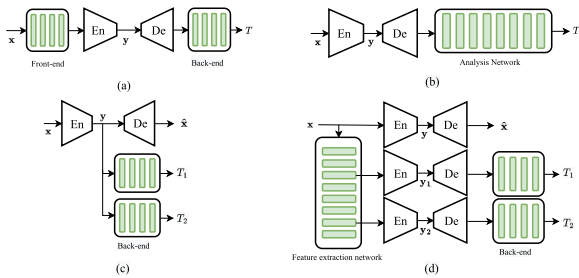 x
Front-end
En
y
De
Back-end
T
(a)
x
En
y
De
Analysis Network
T
(b)
x
En
y
De
x̂
T₁
T₂
Back-end
(c)
x
En
y
De
x̂
En
y₁
De
T₁
En
y₂
De
T₂
Feature extraction network
Back-end
(d)